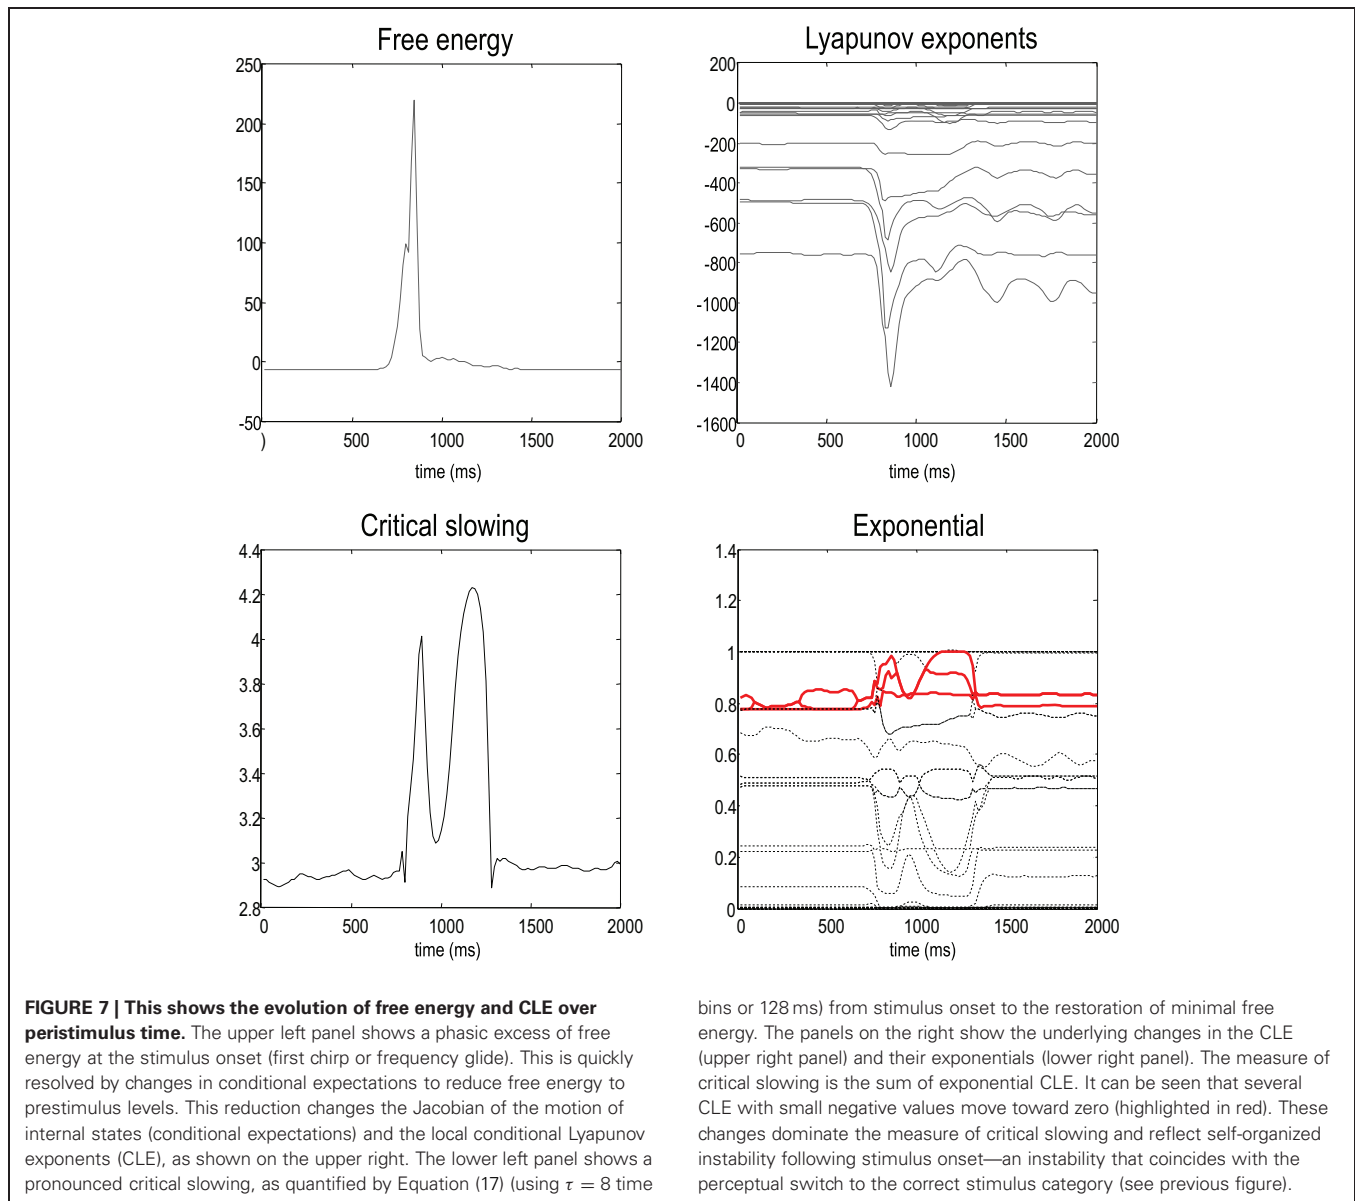 Free energy
250
200
150
100
50
0
-50
)
500
1000
1500
2000
time (ms)
Lyapunov exponents
200
0
-200
-400
-600
-800
-1000
-1200
-1400
-1600
0
500
1000
1500
2000
time (ms)
Critical slowing
4.4
4.2
4
3.8
3.6
3.4
3.2
3
2.8
0
500
1000
1500
2000
time (ms)
Exponential
1.4
1.2
1
0.8
0.6
0.4
0.2
0
0
500
1000
1500
2000
time (ms)
FIGURE 7 | This shows the evolution of free energy and CLE over
peristimulus time. The upper left panel shows a phasic excess of free
energy at the stimulus onset (first chirp or frequency glide). This is quickly
resolved by changes in conditional expectations to reduce free energy to
prestimulus levels. This reduction changes the Jacobian of the motion of
internal states (conditional expectations) and the local conditional Lyapunov
exponents (CLE), as shown on the upper right. The lower left panel shows a
pronounced critical slowing, as quantified by Equation (17) (using τ = 8 time
bins or 128 ms) from stimulus onset to the restoration of minimal free
energy. The panels on the right show the underlying changes in the CLE
(upper right panel) and their exponentials (lower right panel). The measure of
critical slowing is the sum of exponential CLE. It can be seen that several
CLE with small negative values move toward zero (highlighted in red). These
changes dominate the measure of critical slowing and reflect self-organized
instability following stimulus onset—an instability that coincides with the
perceptual switch to the correct stimulus category (see previous figure).